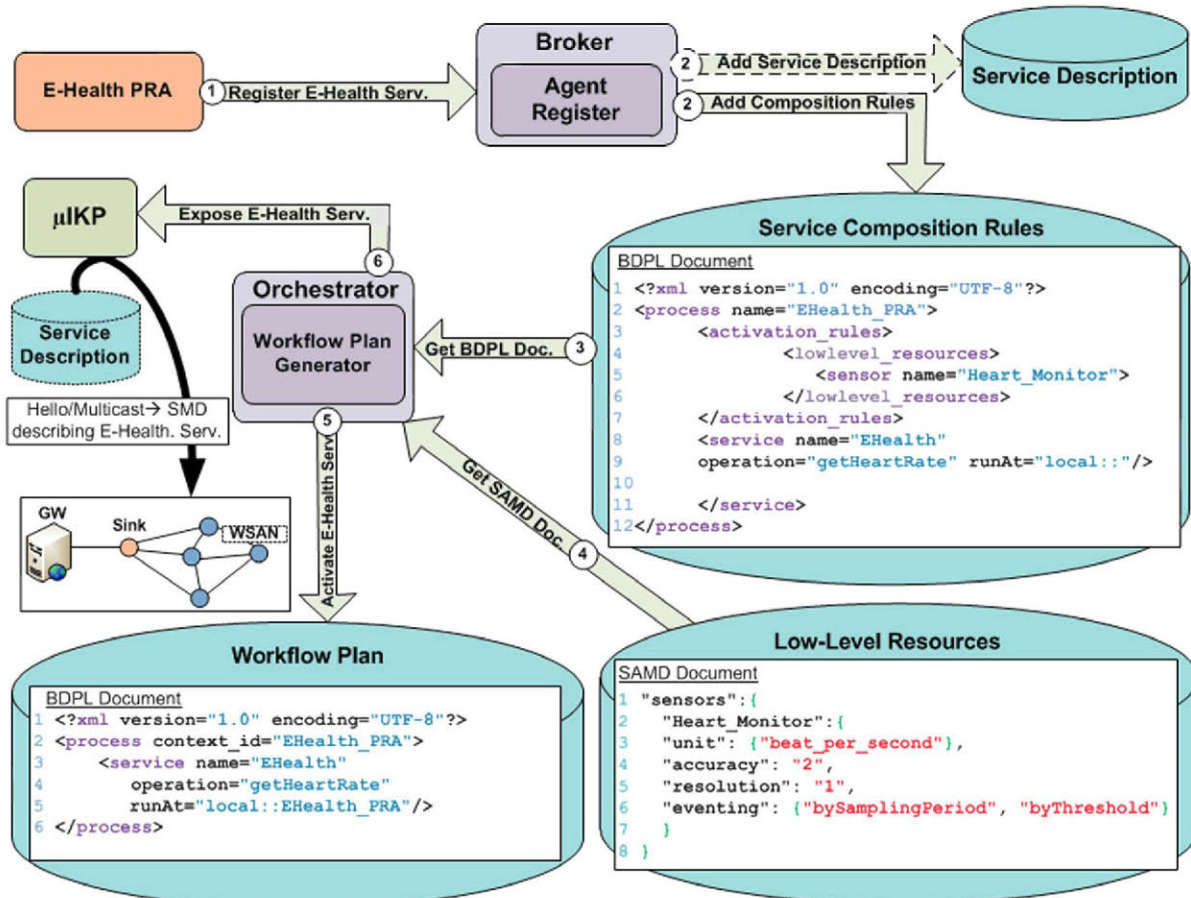 E-Health PRA
1
Register E-Health Serv.
Broker
Agent
Register
2
Add Service Description
2
Add Composition Rules
Service Description
µIKP
Expose E-Health Serv.
6
Service
Description
Orchestrator
Workflow Plan
Generator
Get BDPL Doc.
3
5
Activate E-Health Serv
Get SAMD Doc.
4
Hello/Multicast→ SMD
describing E-Health. Serv.
GW
Sink
WSAN
Service Composition Rules
BDPL Document
1 <?xml version="1.0" encoding="UTF-8"?>
2 <process name="EHealth_PRA">
3 <activation_rules>
4 <lowlevel_resources>
5 <sensor name="Heart_Monitor">
6 </lowlevel_resources>
7 </activation_rules>
8 <service name="EHealth"
9 operation="getHeartRate" runAt="local::"/>
10
11 </service>
12 </process>
Workflow Plan
BDPL Document
1 <?xml version="1.0" encoding="UTF-8"?>
2 <process context_id="EHealth_PRA">
3 <service name="EHealth"
4 operation="getHeartRate"
5 runAt="local::EHealth_PRA"/>
6 </process>
Low-Level Resources
SAMD Document
1 "sensors":{
2 "Heart_Monitor":{
3 "unit": {"beat_per_second"},
4 "accuracy": "2",
5 "resolution": "1",
6 "eventing": {"bySamplingPeriod", "byThreshold"}
7 }
8 }